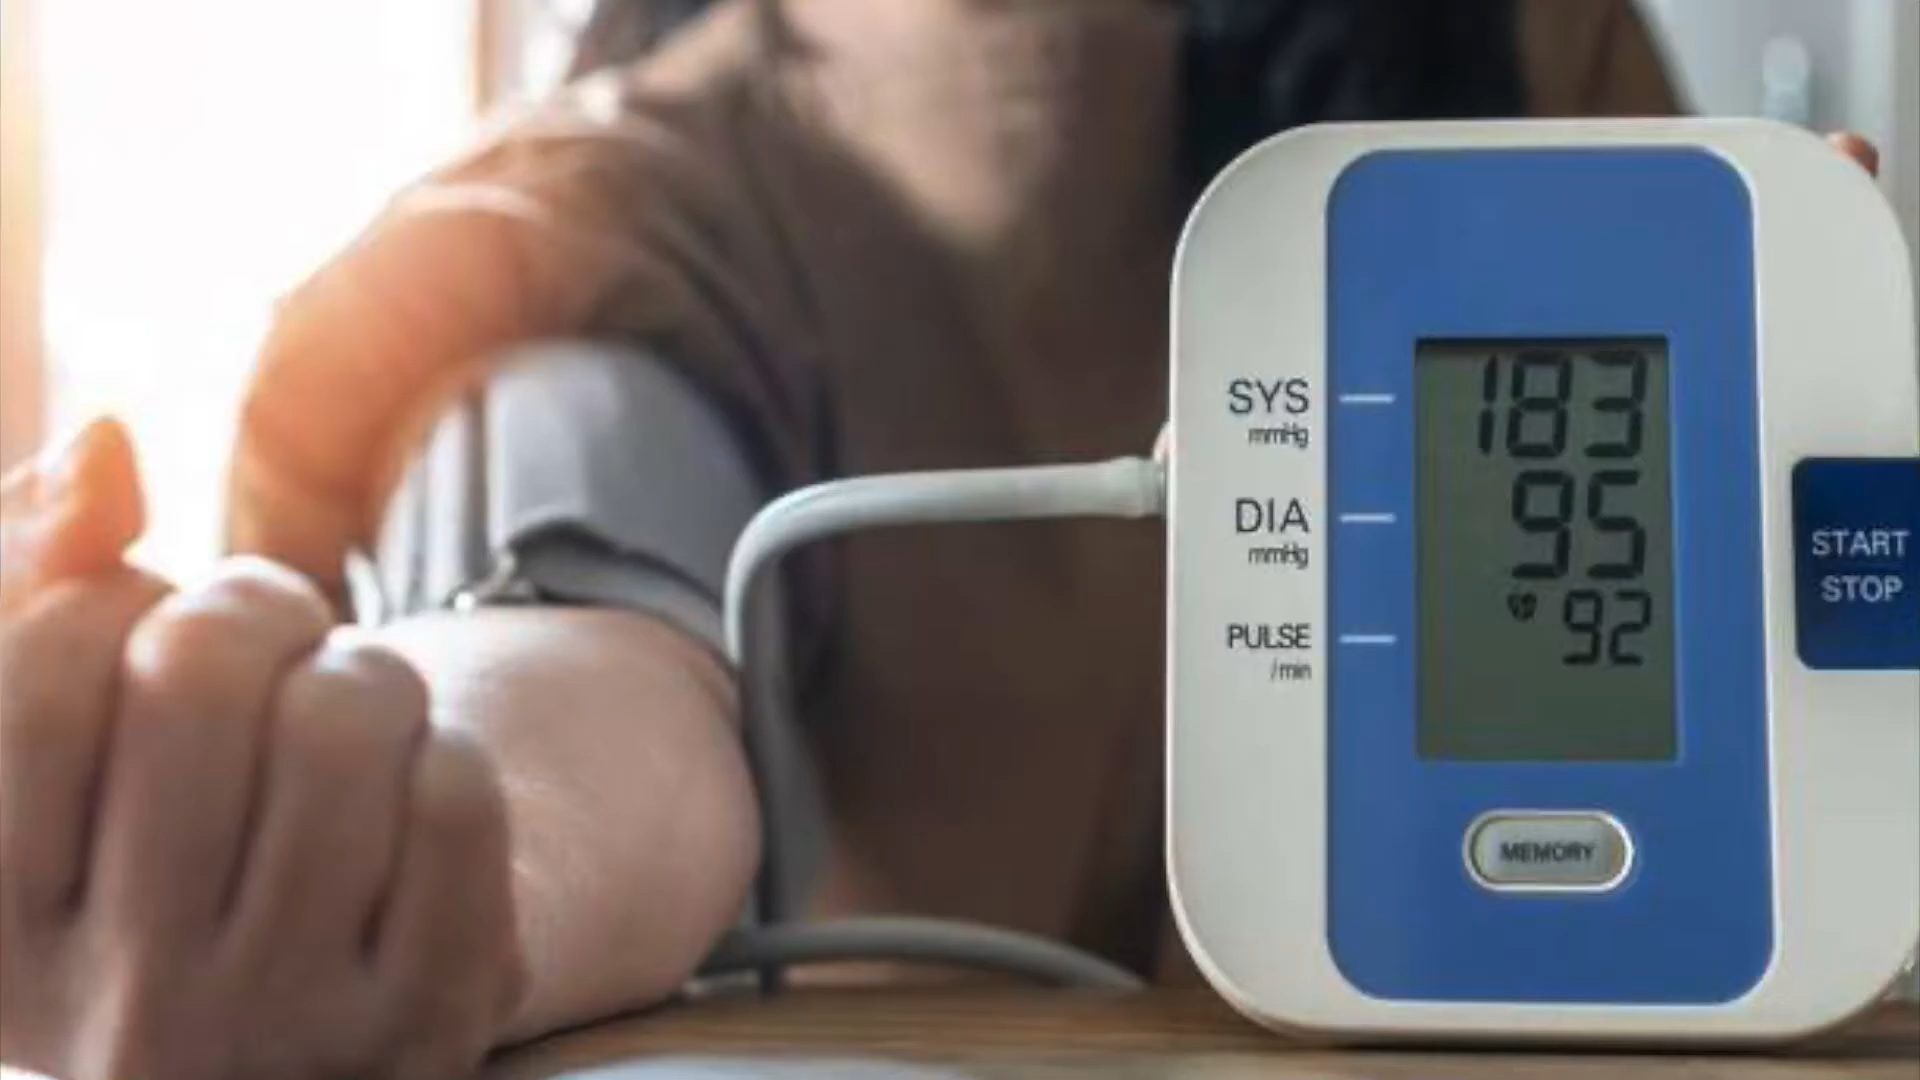 SYS
mmHg
183
DIA
mmHg
95
PULSE
/min
92
START
STOP
MEMORY